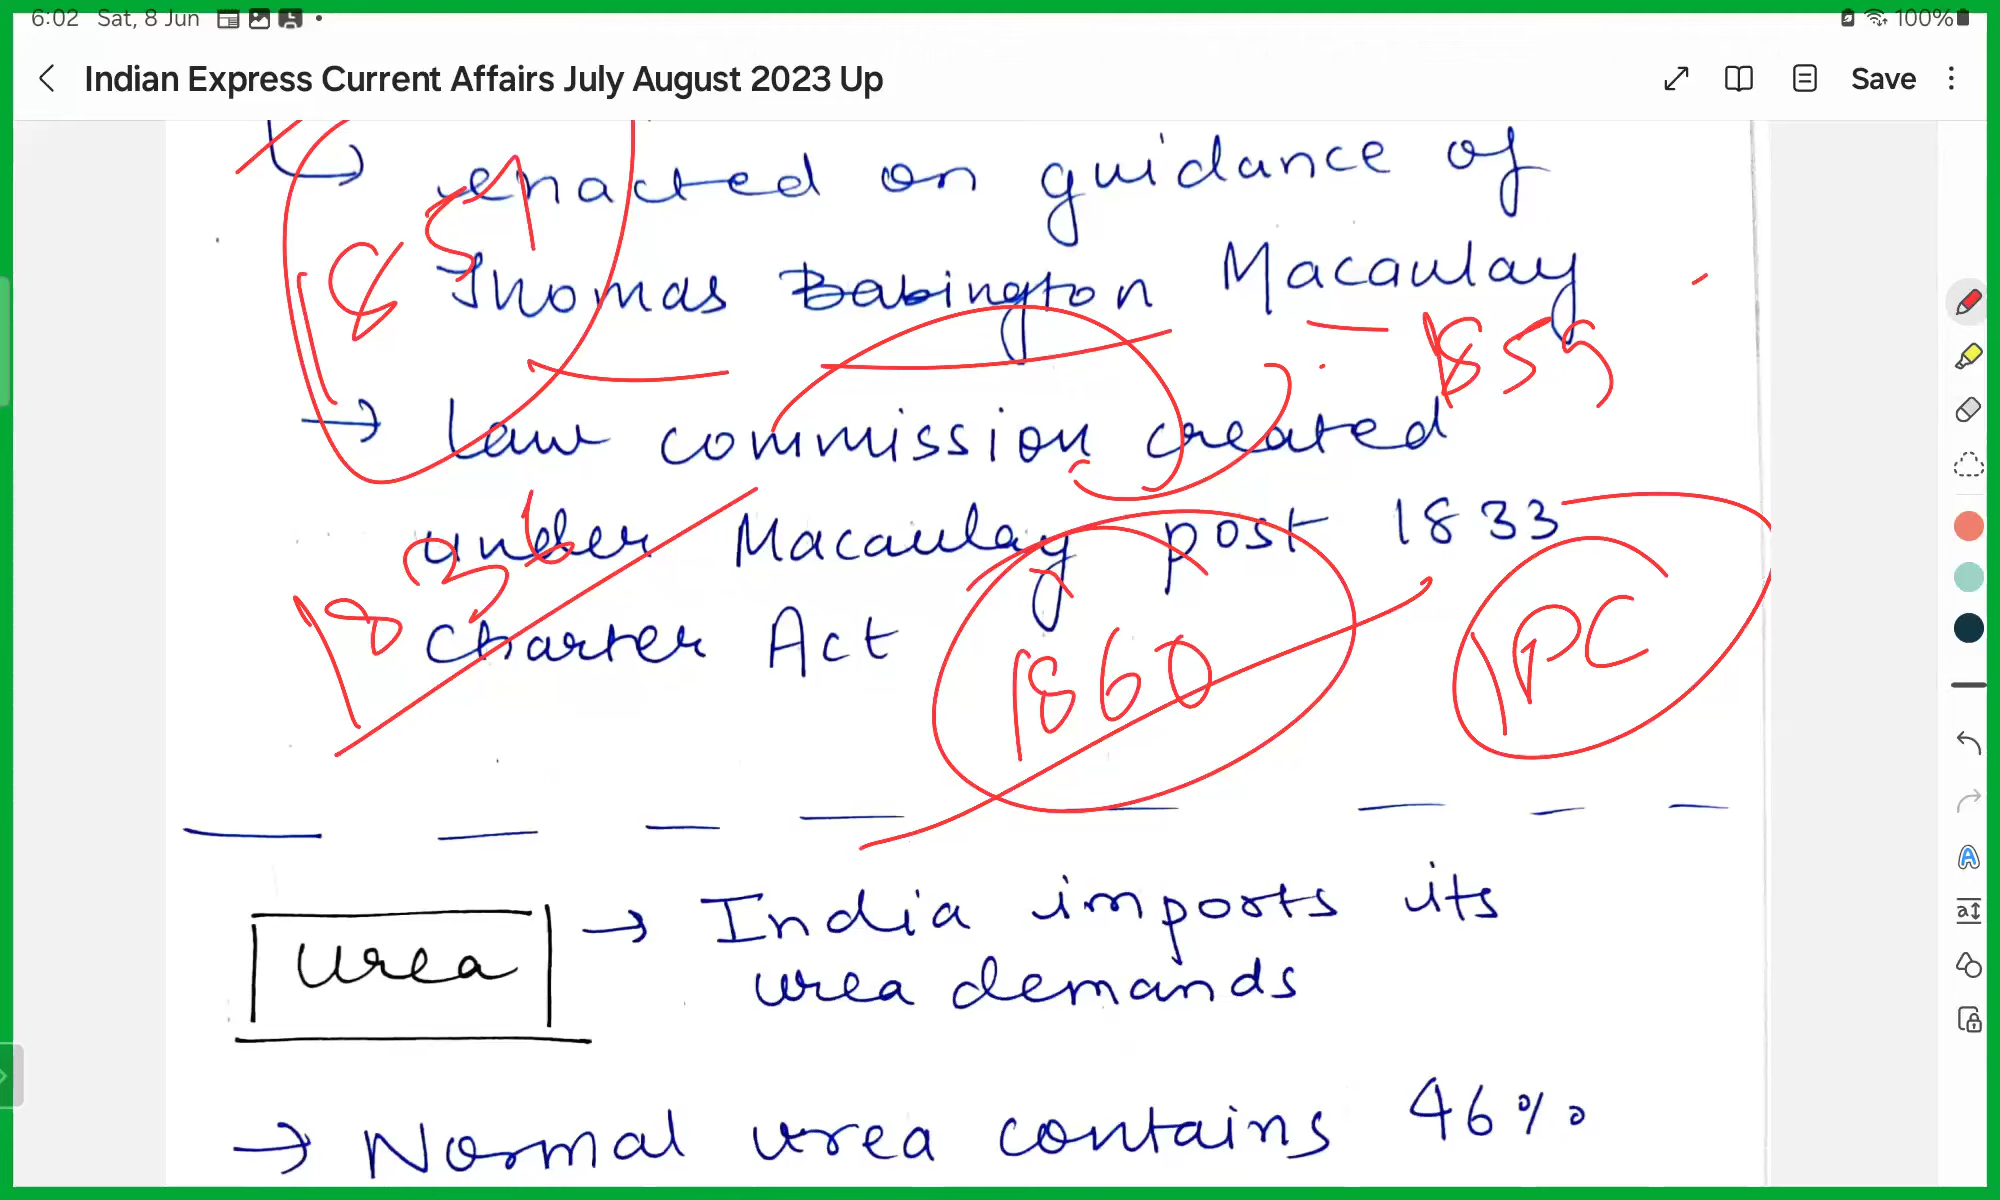 6:02 Sat, 8 Jun 100%
Indian Express Current Affairs July August 2023 Up Save
enacted on guidance of
Thomas Babington Macaulay
1859
→ Law commission created
under Macaulay post 1833
1836
Charter Act
1860
IPC
Urea → India imports its
urea demands
→ Normal urea contains 46%